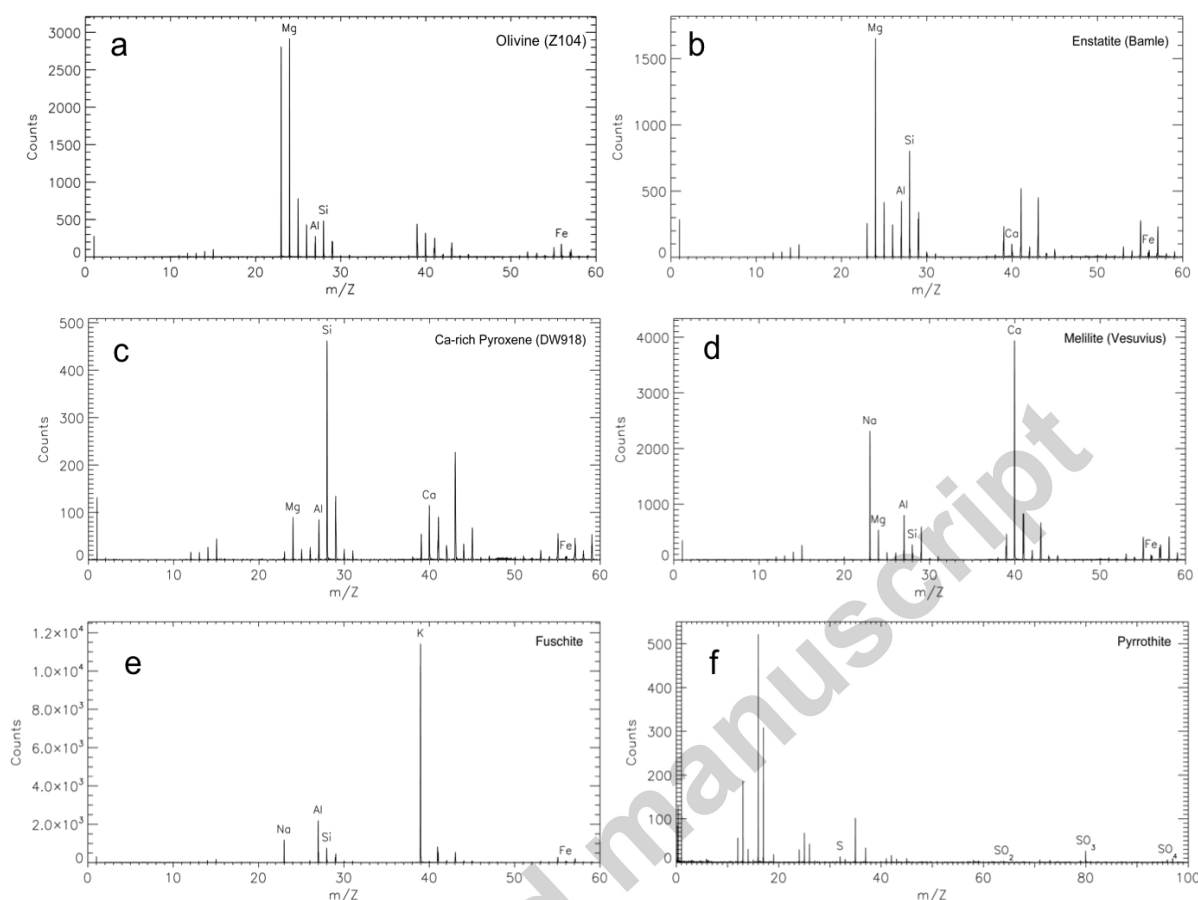 a
Olivine (Z104)
Mg
Al
Si
Fe
Counts
3000
2500
2000
1500
1000
500
0
0 10 20 30 40 50 60
m/Z
b
Enstatite (Bamle)
Mg
Si
Al
Ca
Fe
Counts
1500
1000
500
0
0 10 20 30 40 50 60
m/Z
c
Ca-rich Pyroxene (DW918)
Si
Mg
Al
Ca
Fe
Counts
500
400
300
200
100
0
0 10 20 30 40 50 60
m/Z
d
Melilite (Vesuvius)
Ca
Na
Mg
Al
Si
Fe
Counts
4000
3000
2000
1000
0
0 10 20 30 40 50 60
m/Z
e
Fuschite
K
Na
Al
Si
Fe
Counts
1.2×10⁴
1.0×10⁴
8.0×10³
6.0×10³
4.0×10³
2.0×10³
0
0 10 20 30 40 50 60
m/Z
f
Pyrrothite
S
SO₂
SO₃
SO₄
Counts
500
400
300
200
100
0
0 20 40 60 80 100
m/Z
d manuscript